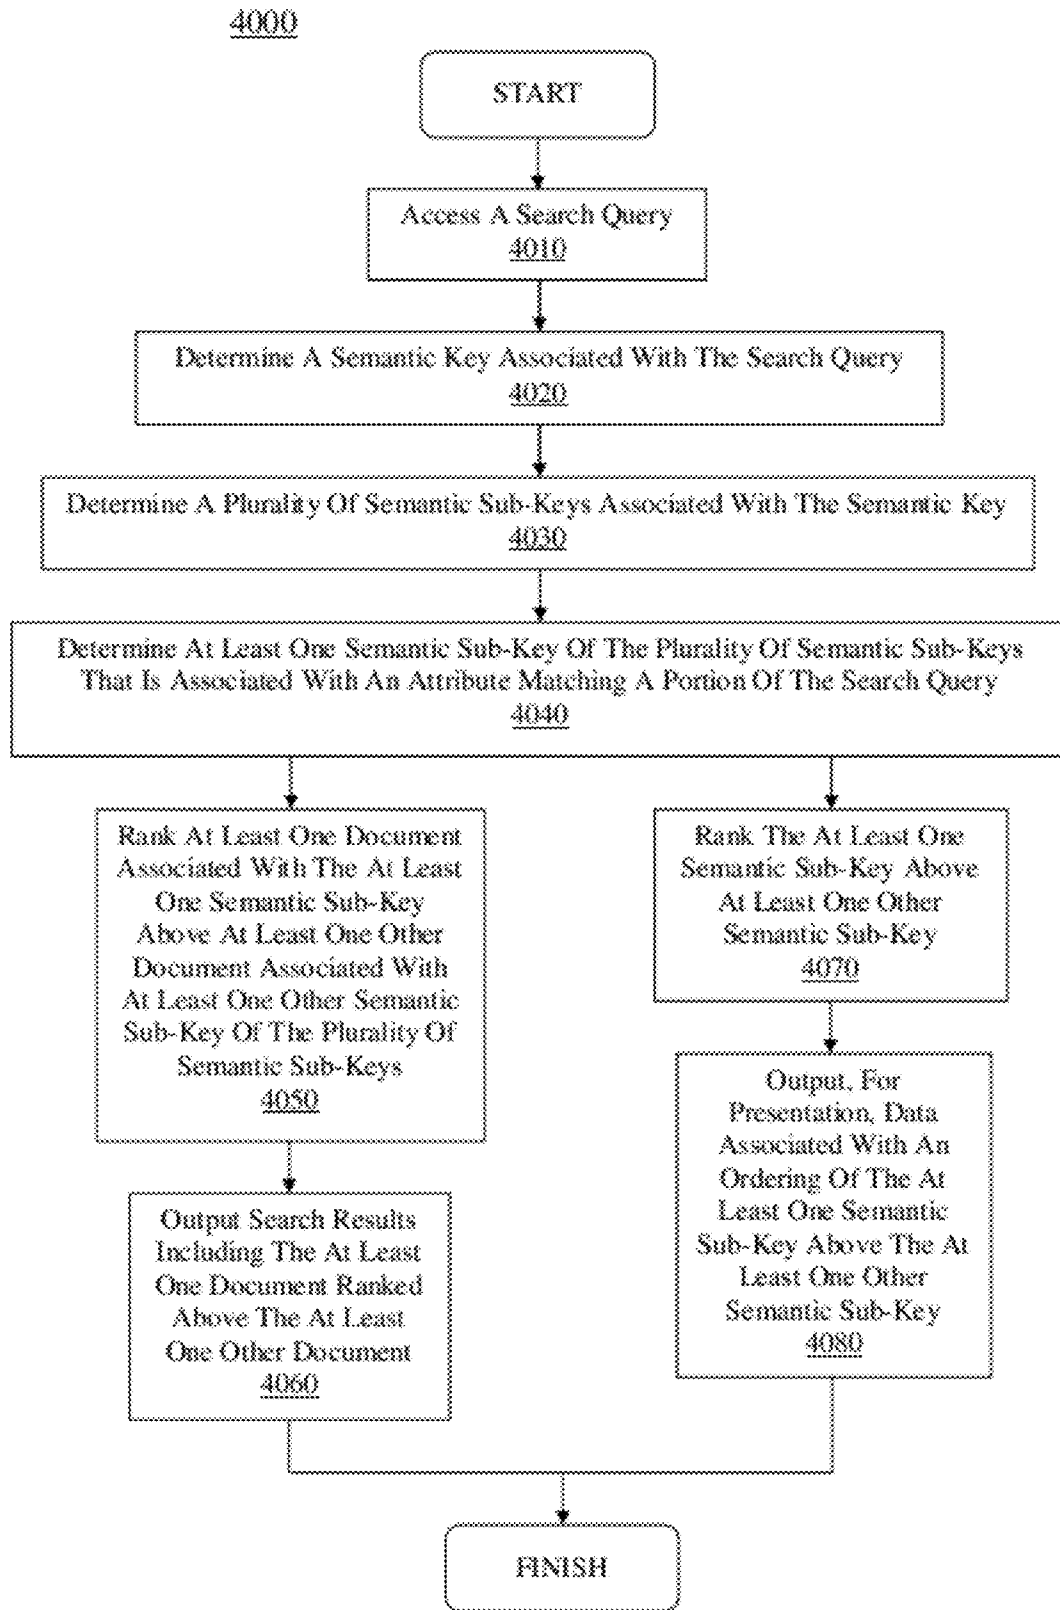 4000
START
Access A Search Query
4010
Determine A Semantic Key Associated With The Search Query
4020
Determine A Plurality Of Semantic Sub-Keys Associated With The Semantic Key
4030
Determine At Least One Semantic Sub-Key Of The Plurality Of Semantic Sub-Keys
That Is Associated With An Attribute Matching A Portion Of The Search Query
4040
Rank At Least One Document
Associated With The At Least
One Semantic Sub-Key
Above At Least One Other
Document Associated With
At Least One Other Semantic
Sub-Key Of The Plurality Of
Semantic Sub-Keys
4050
Output Search Results
Including The At Least
One Document Ranked
Above The At Least
One Other Document
4060
Rank The At Least One
Semantic Sub-Key Above
At Least One Other
Semantic Sub-Key
4070
Output, For
Presentation, Data
Associated With An
Ordering Of The At
Least One Semantic
Sub-Key Above The At
Least One Other
Semantic Sub-Key
4080
FINISH